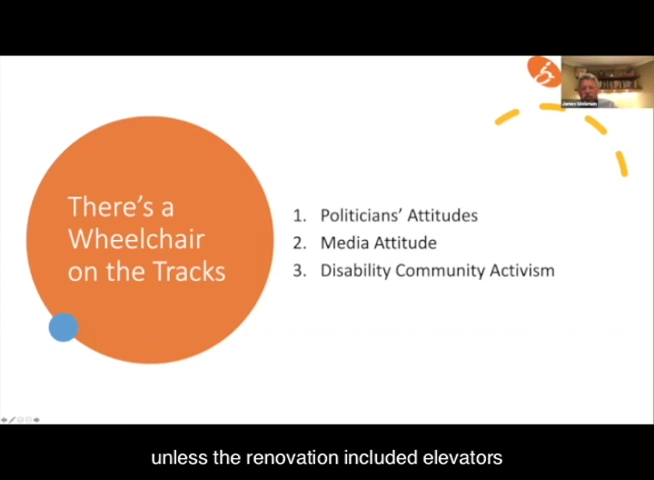 There's a
Wheelchair
on the Tracks
1. Politicians' Attitudes
2. Media Attitude
3. Disability Community Activism
unless the renovation included elevators